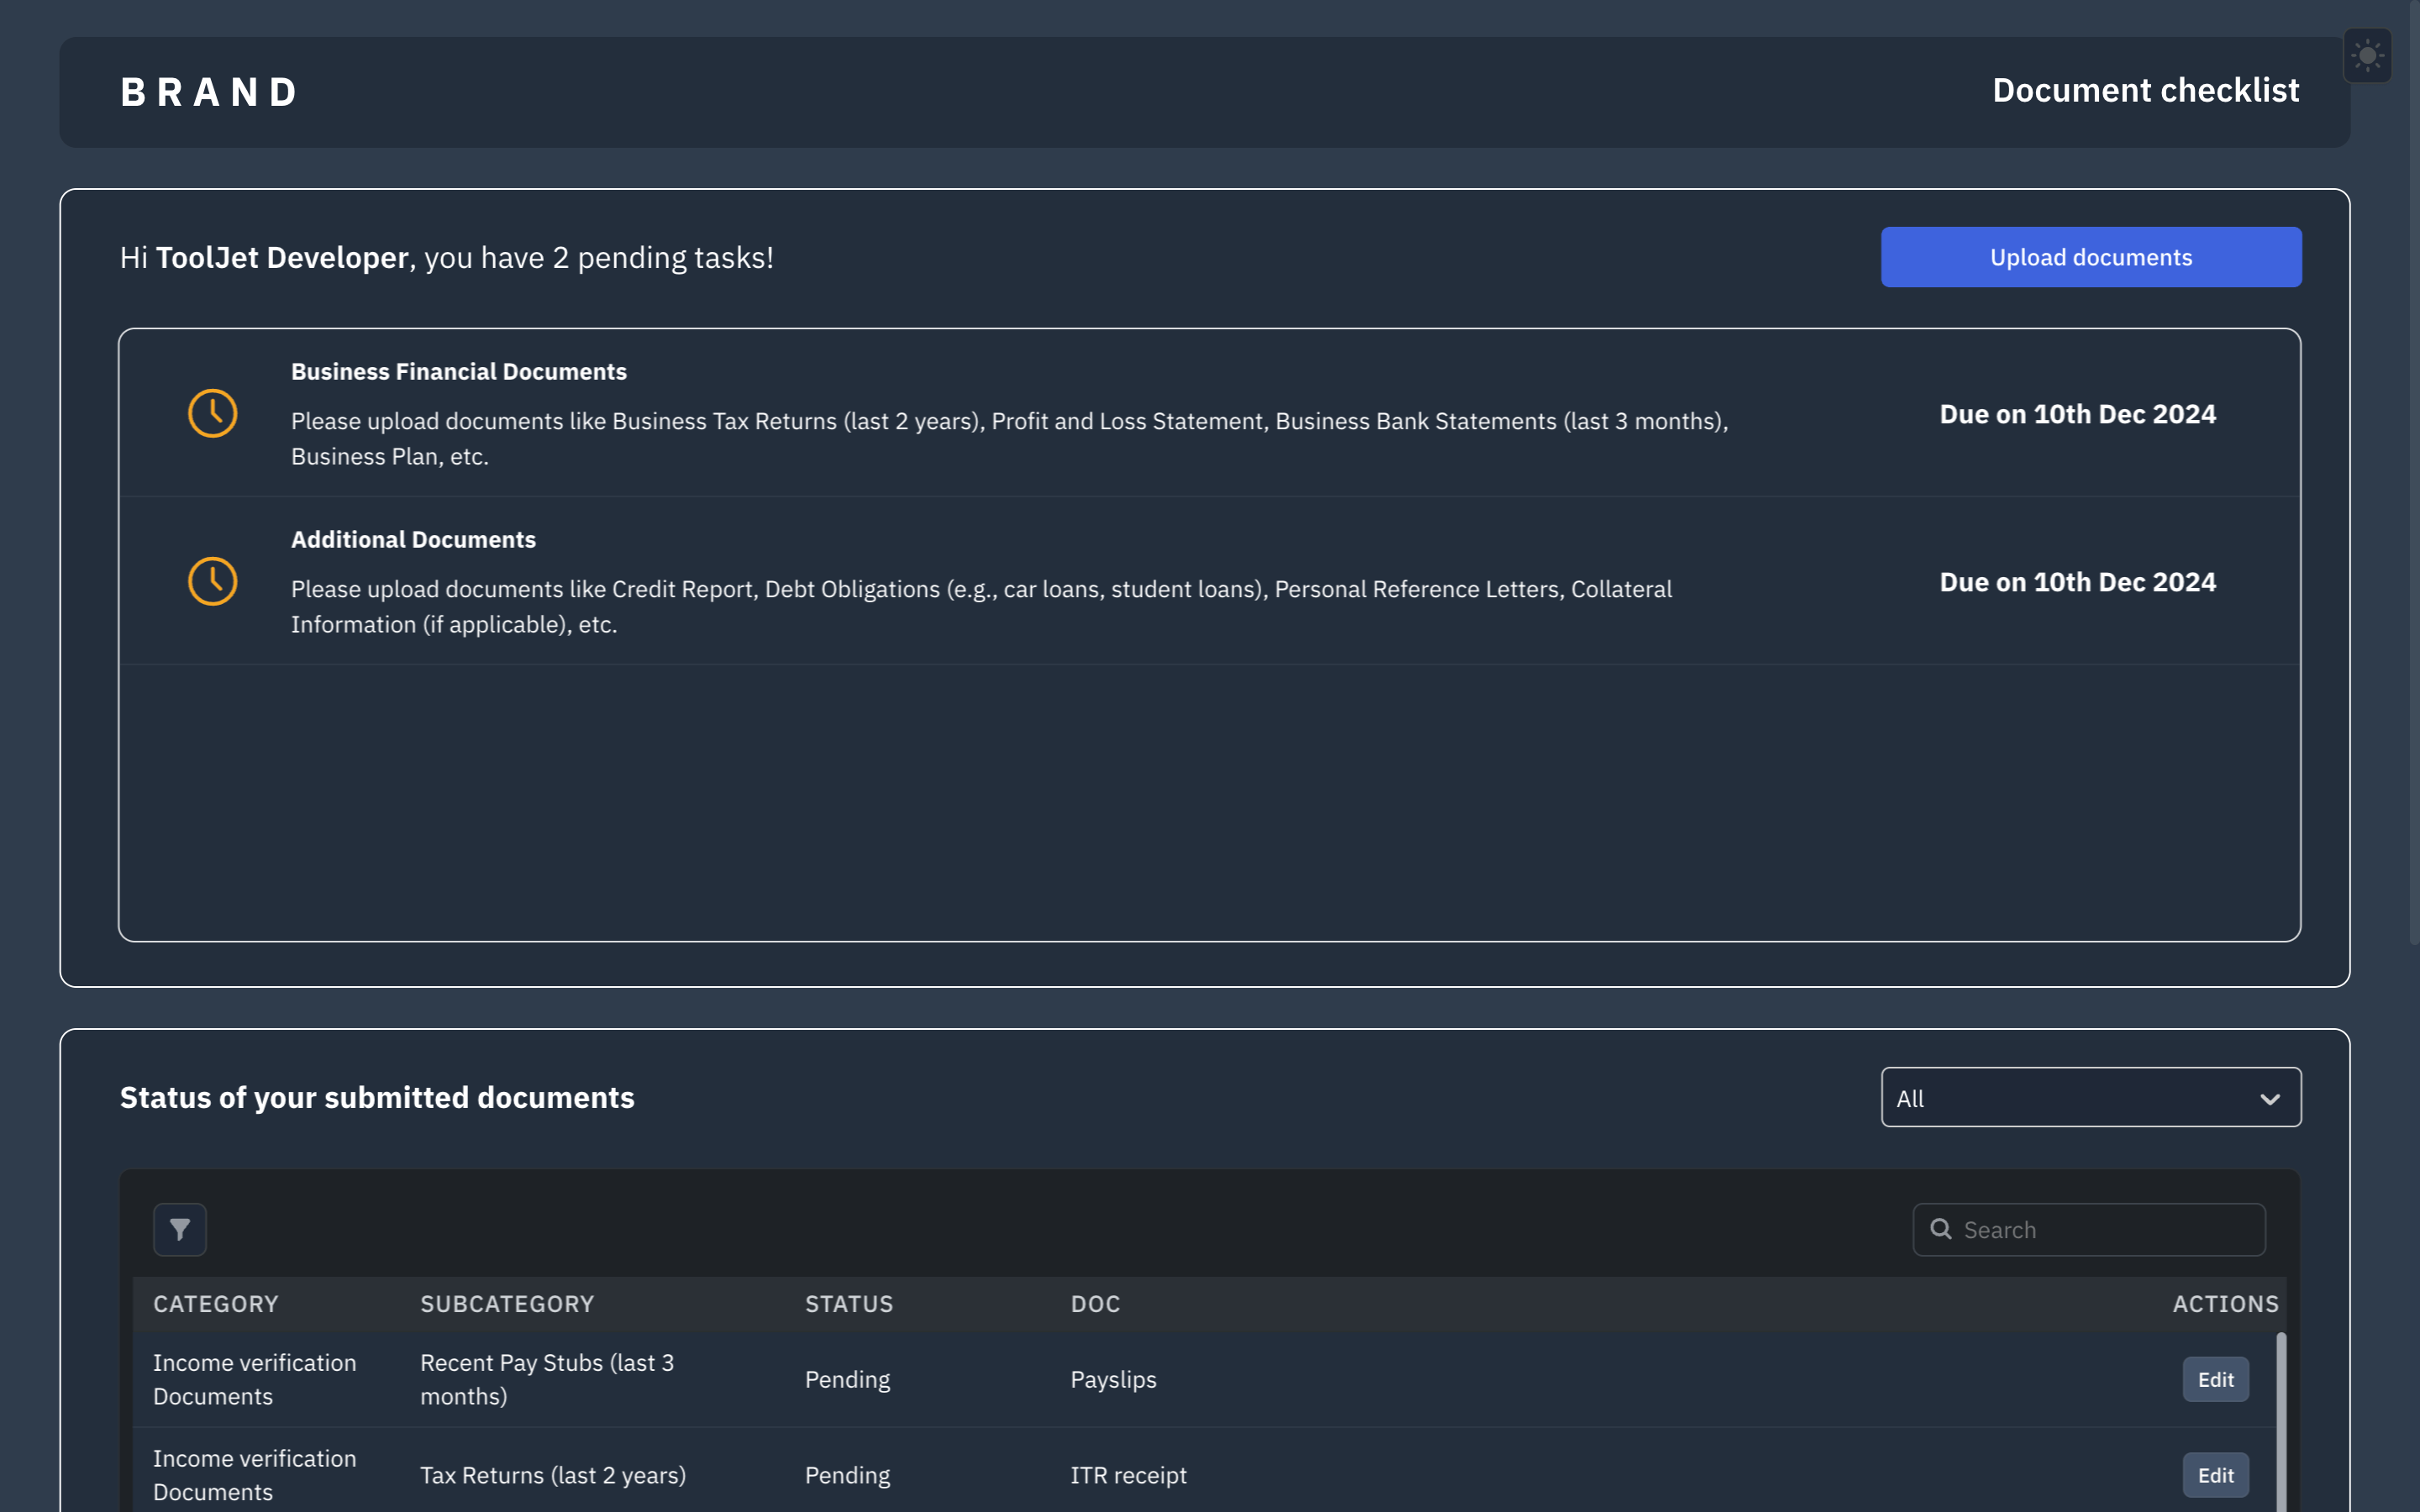 BRAND
Document checklist
Hi ToolJet Developer, you have 2 pending tasks!
Upload documents
Business Financial Documents
Please upload documents like Business Tax Returns (last 2 years), Profit and Loss Statement, Business Bank Statements (last 3 months),
Business Plan, etc.
Due on 10th Dec 2024
Additional Documents
Please upload documents like Credit Report, Debt Obligations (e.g., car loans, student loans), Personal Reference Letters, Collateral
Information (if applicable), etc.
Due on 10th Dec 2024
Status of your submitted documents
All
Search
CATEGORY SUBCATEGORY STATUS DOC ACTIONS
Income verification
Documents
Recent Pay Stubs (last 3
months)
Pending
Payslips
Edit
Income verification
Documents
Tax Returns (last 2 years)
Pending
ITR receipt
Edit